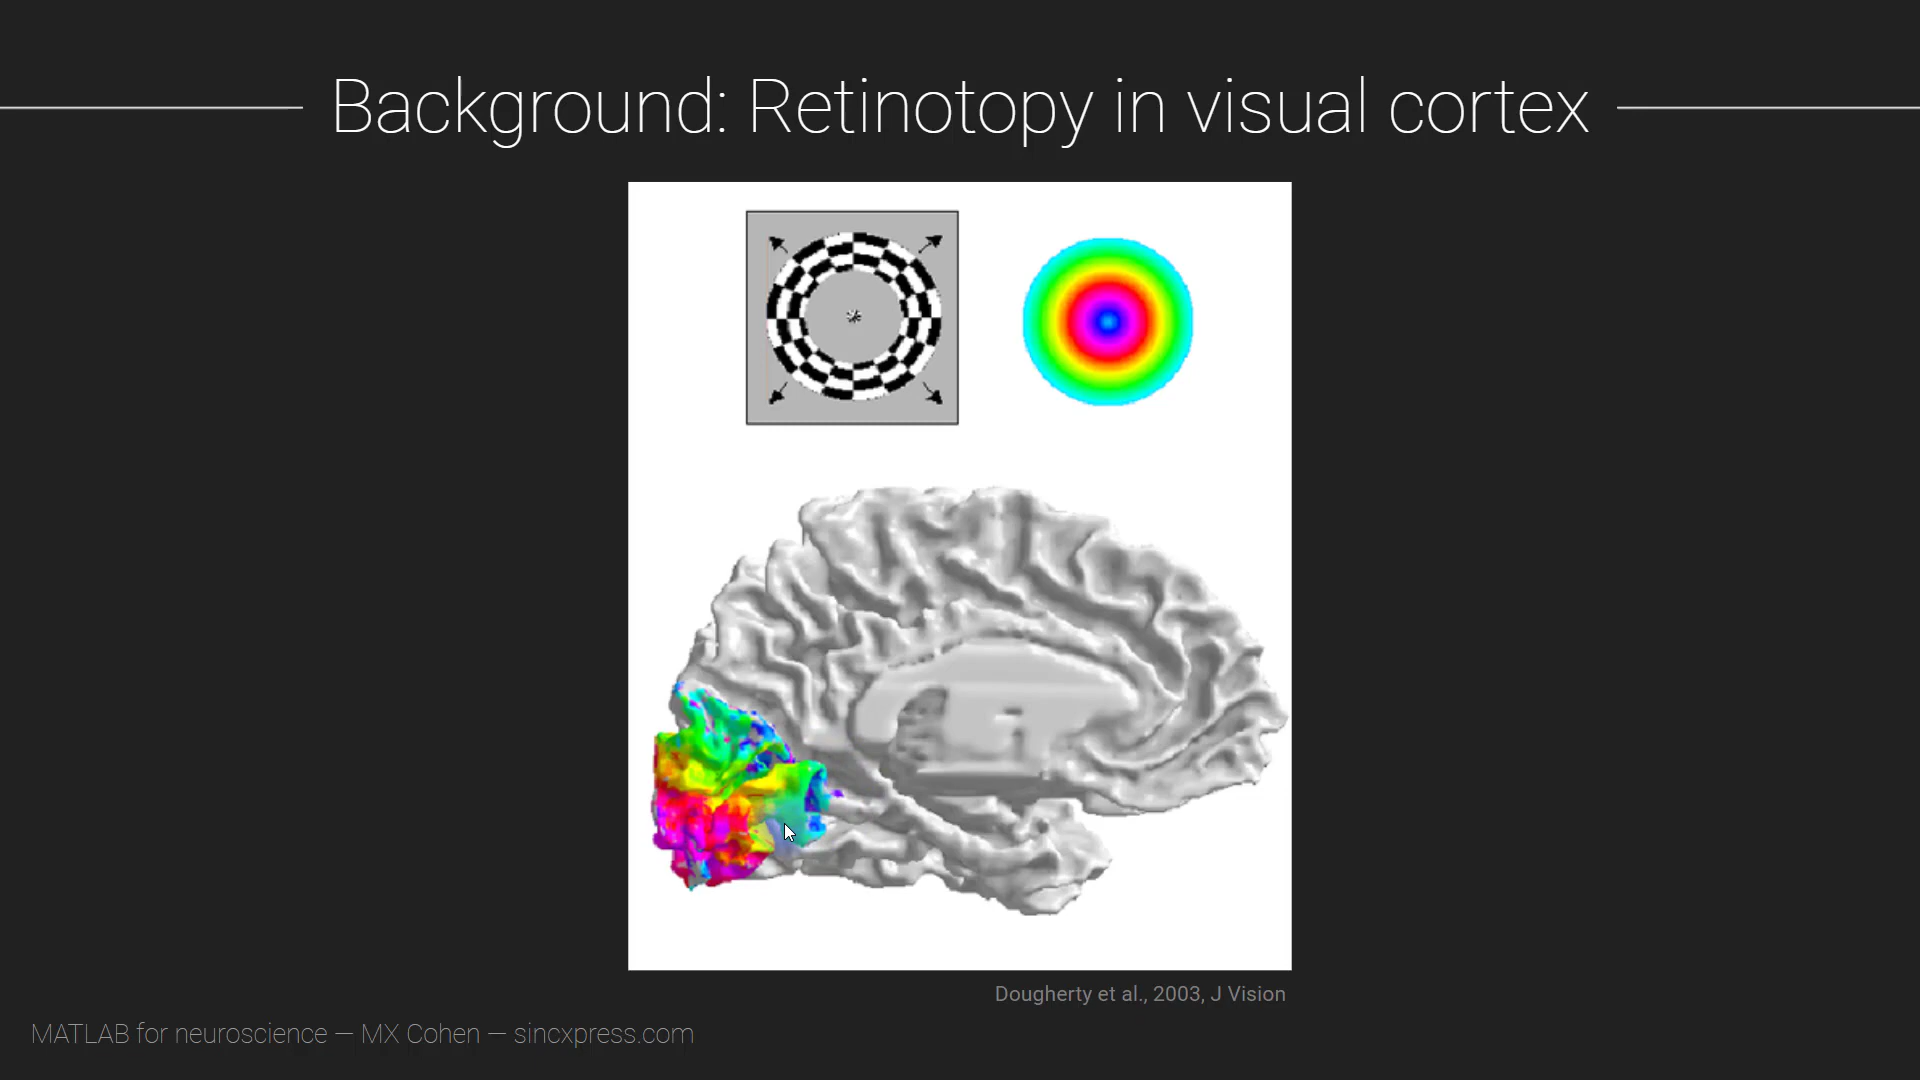 Background: Retinotopy in visual cortex
Dougherty et al., 2003, J Vision
MATLAB for neuroscience — MX Cohen — sincxpress.com